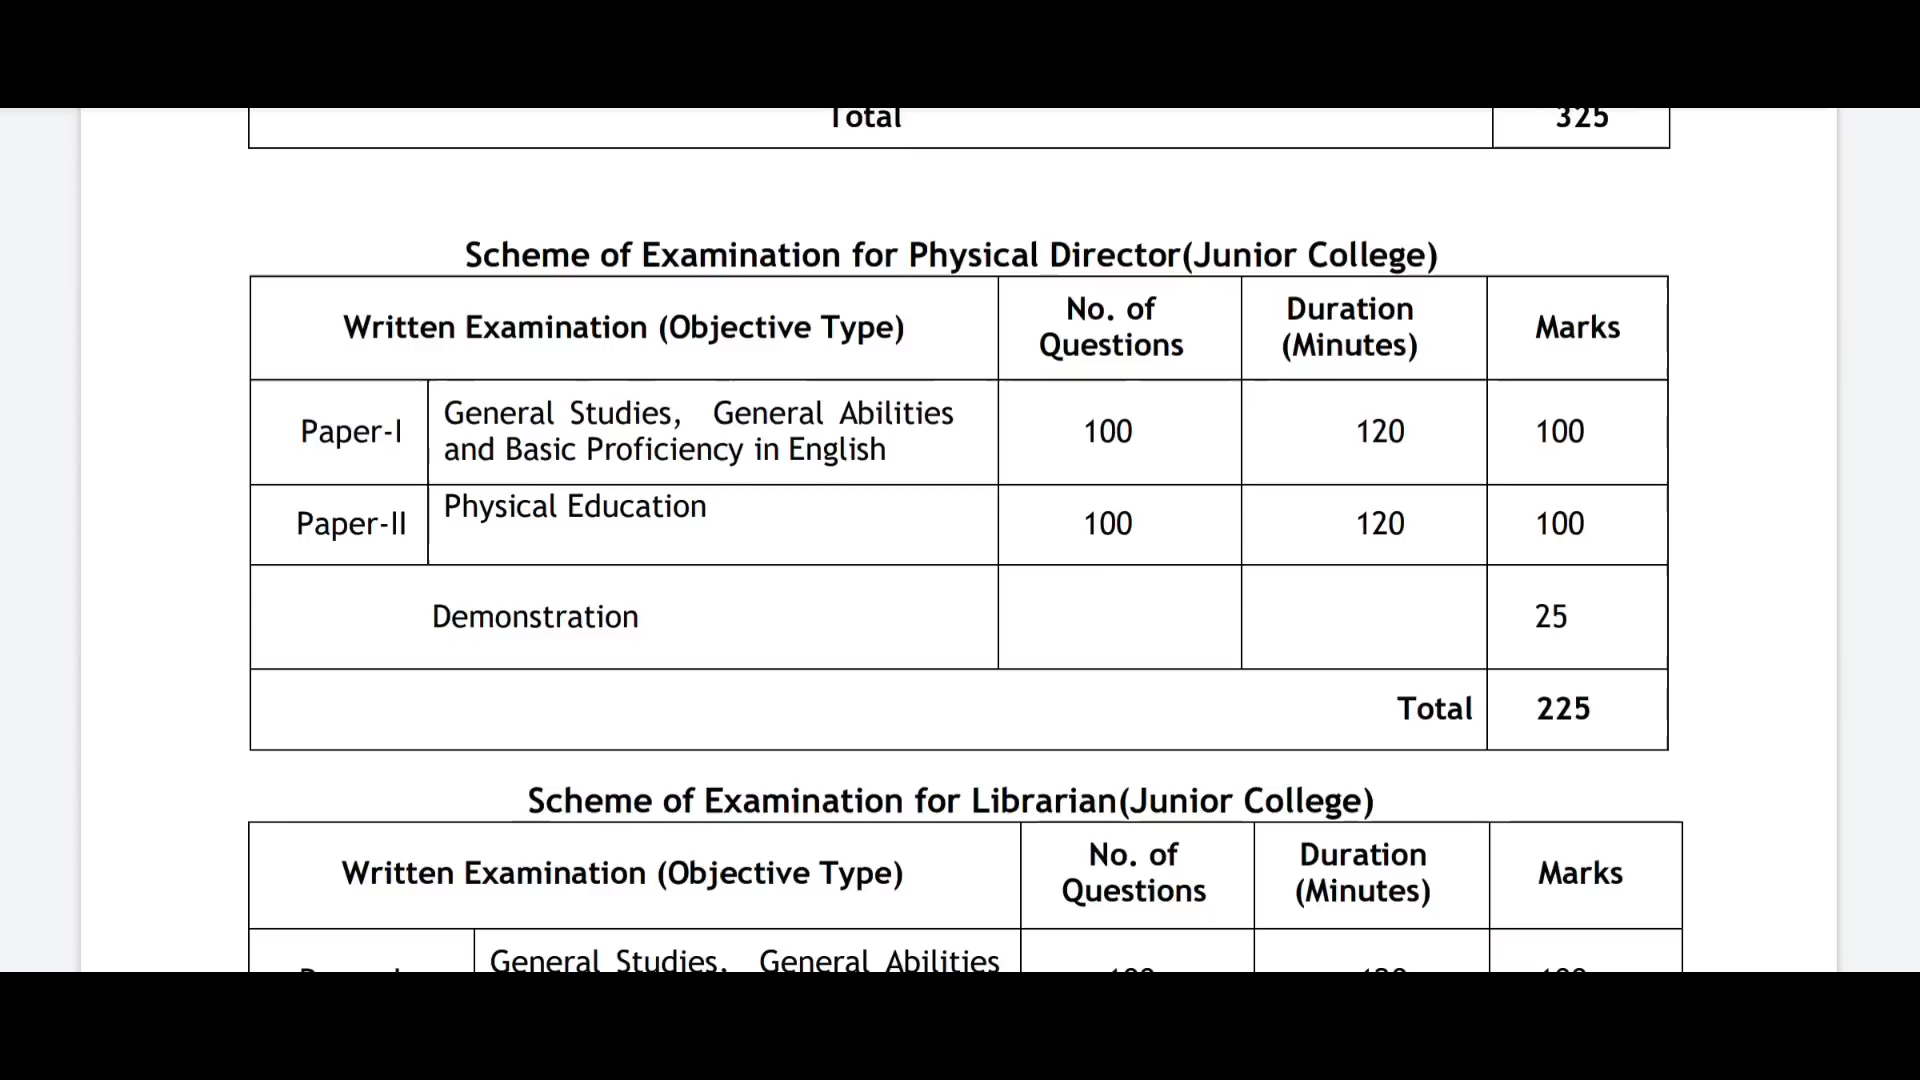 Total 325
Scheme of Examination for Physical Director(Junior College)
Written Examination (Objective Type) No. of Questions Duration (Minutes) Marks
Paper-I General Studies, General Abilities and Basic Proficiency in English 100 120 100
Paper-II Physical Education 100 120 100
Demonstration 25
Total 225
Scheme of Examination for Librarian(Junior College)
Written Examination (Objective Type) No. of Questions Duration (Minutes) Marks
General Studies, General Abilities